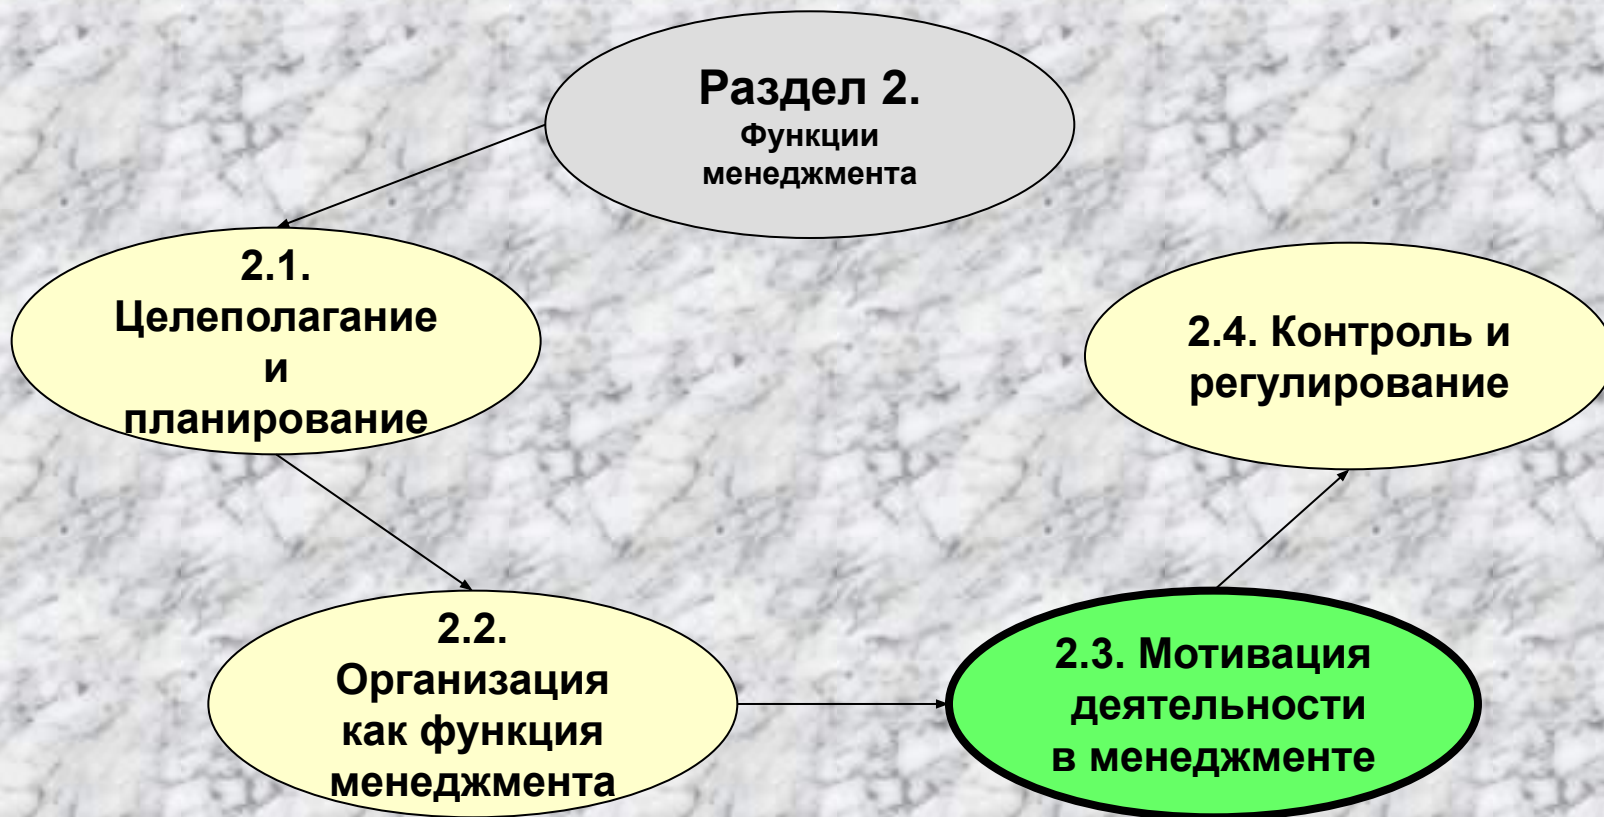 Раздел 2.
Функции
менеджмента
2.1.
Целеполагание
и
планирование
2.2.
Организация
как функция
менеджмента
2.3. Мотивация
деятельности
в менеджменте
2.4. Контроль и
регулирование